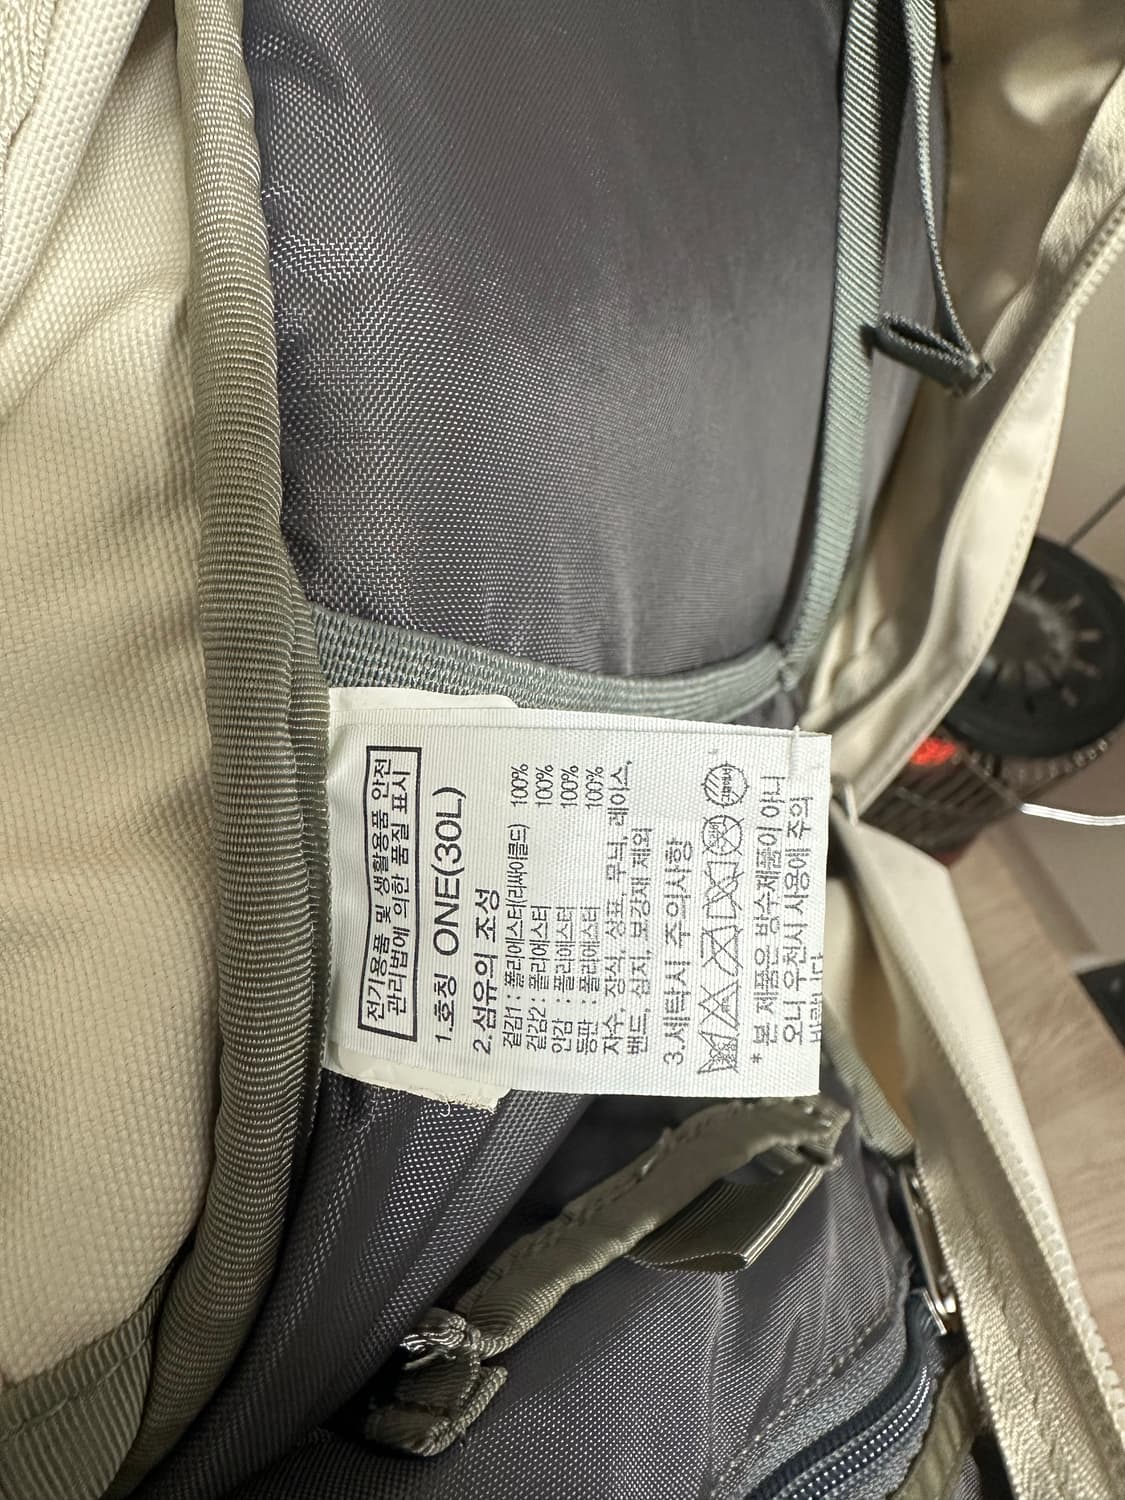 전기용품 및 생활용품 안전
관리법에 의한 품질 표시
1.호칭 ONE(30L)
2.섬유의 조성
겉감1 : 폴리에스터(리싸이클드) 100%
겉감2 : 폴리에스터 100%
안감 : 폴리에스터 100%
등판 : 폴리에스터 100%
자수, 장식, 상표, 무늬, 레이스,
밴드, 심지, 보강재 제외
3.세탁시 주의사항
* 본 제품은 방수제품이 아니
오니 우천시 사용에 주의
바랍니다